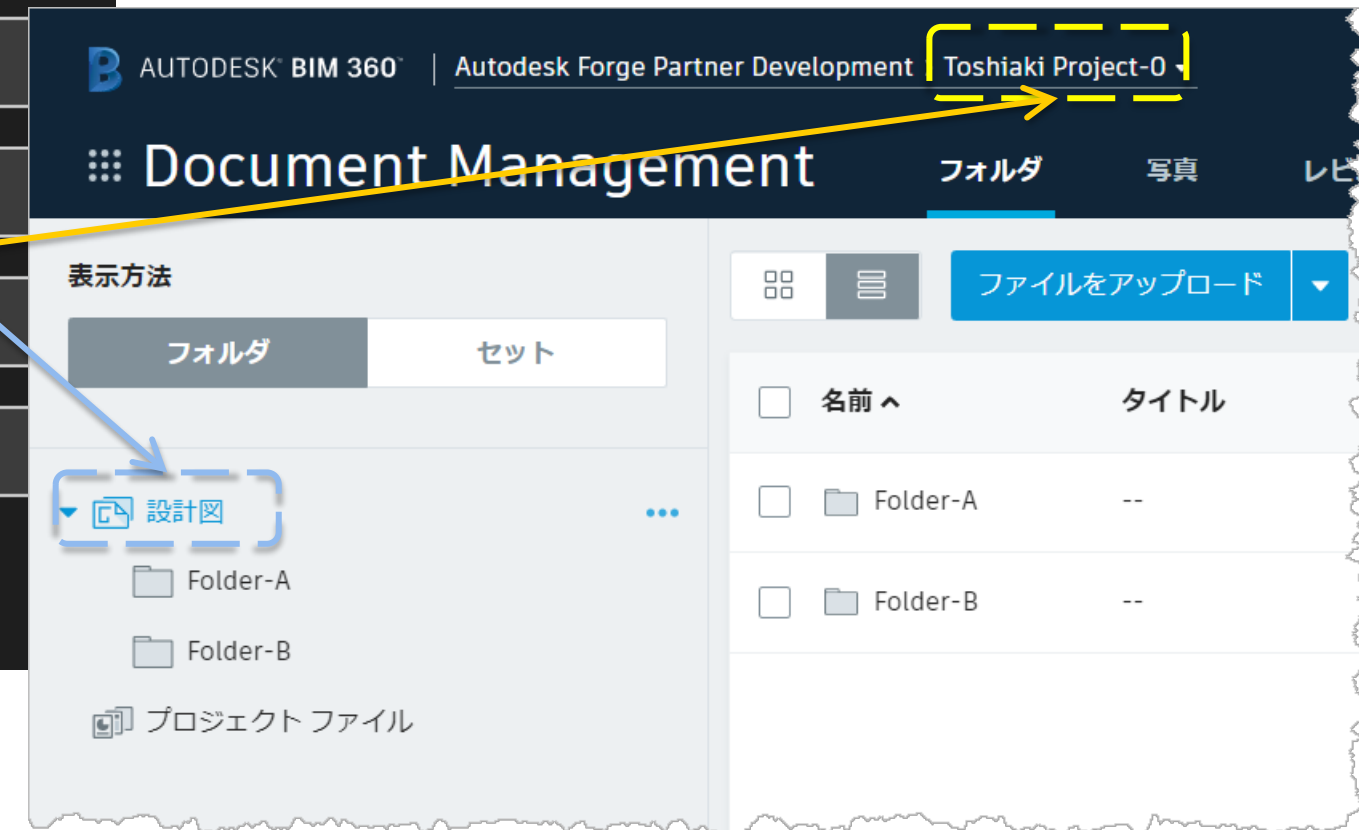 AUTODESK® BIM 360™ | Autodesk Forge Partner Development Toshiaki Project-0
Document Management
フォルダ 写真 レビ
表示方法
フォルダ セット
ファイルをアップロード
名前 タイトル
設計図
Folder-A
Folder-B
プロジェクト ファイル
Folder-A --
Folder-B --